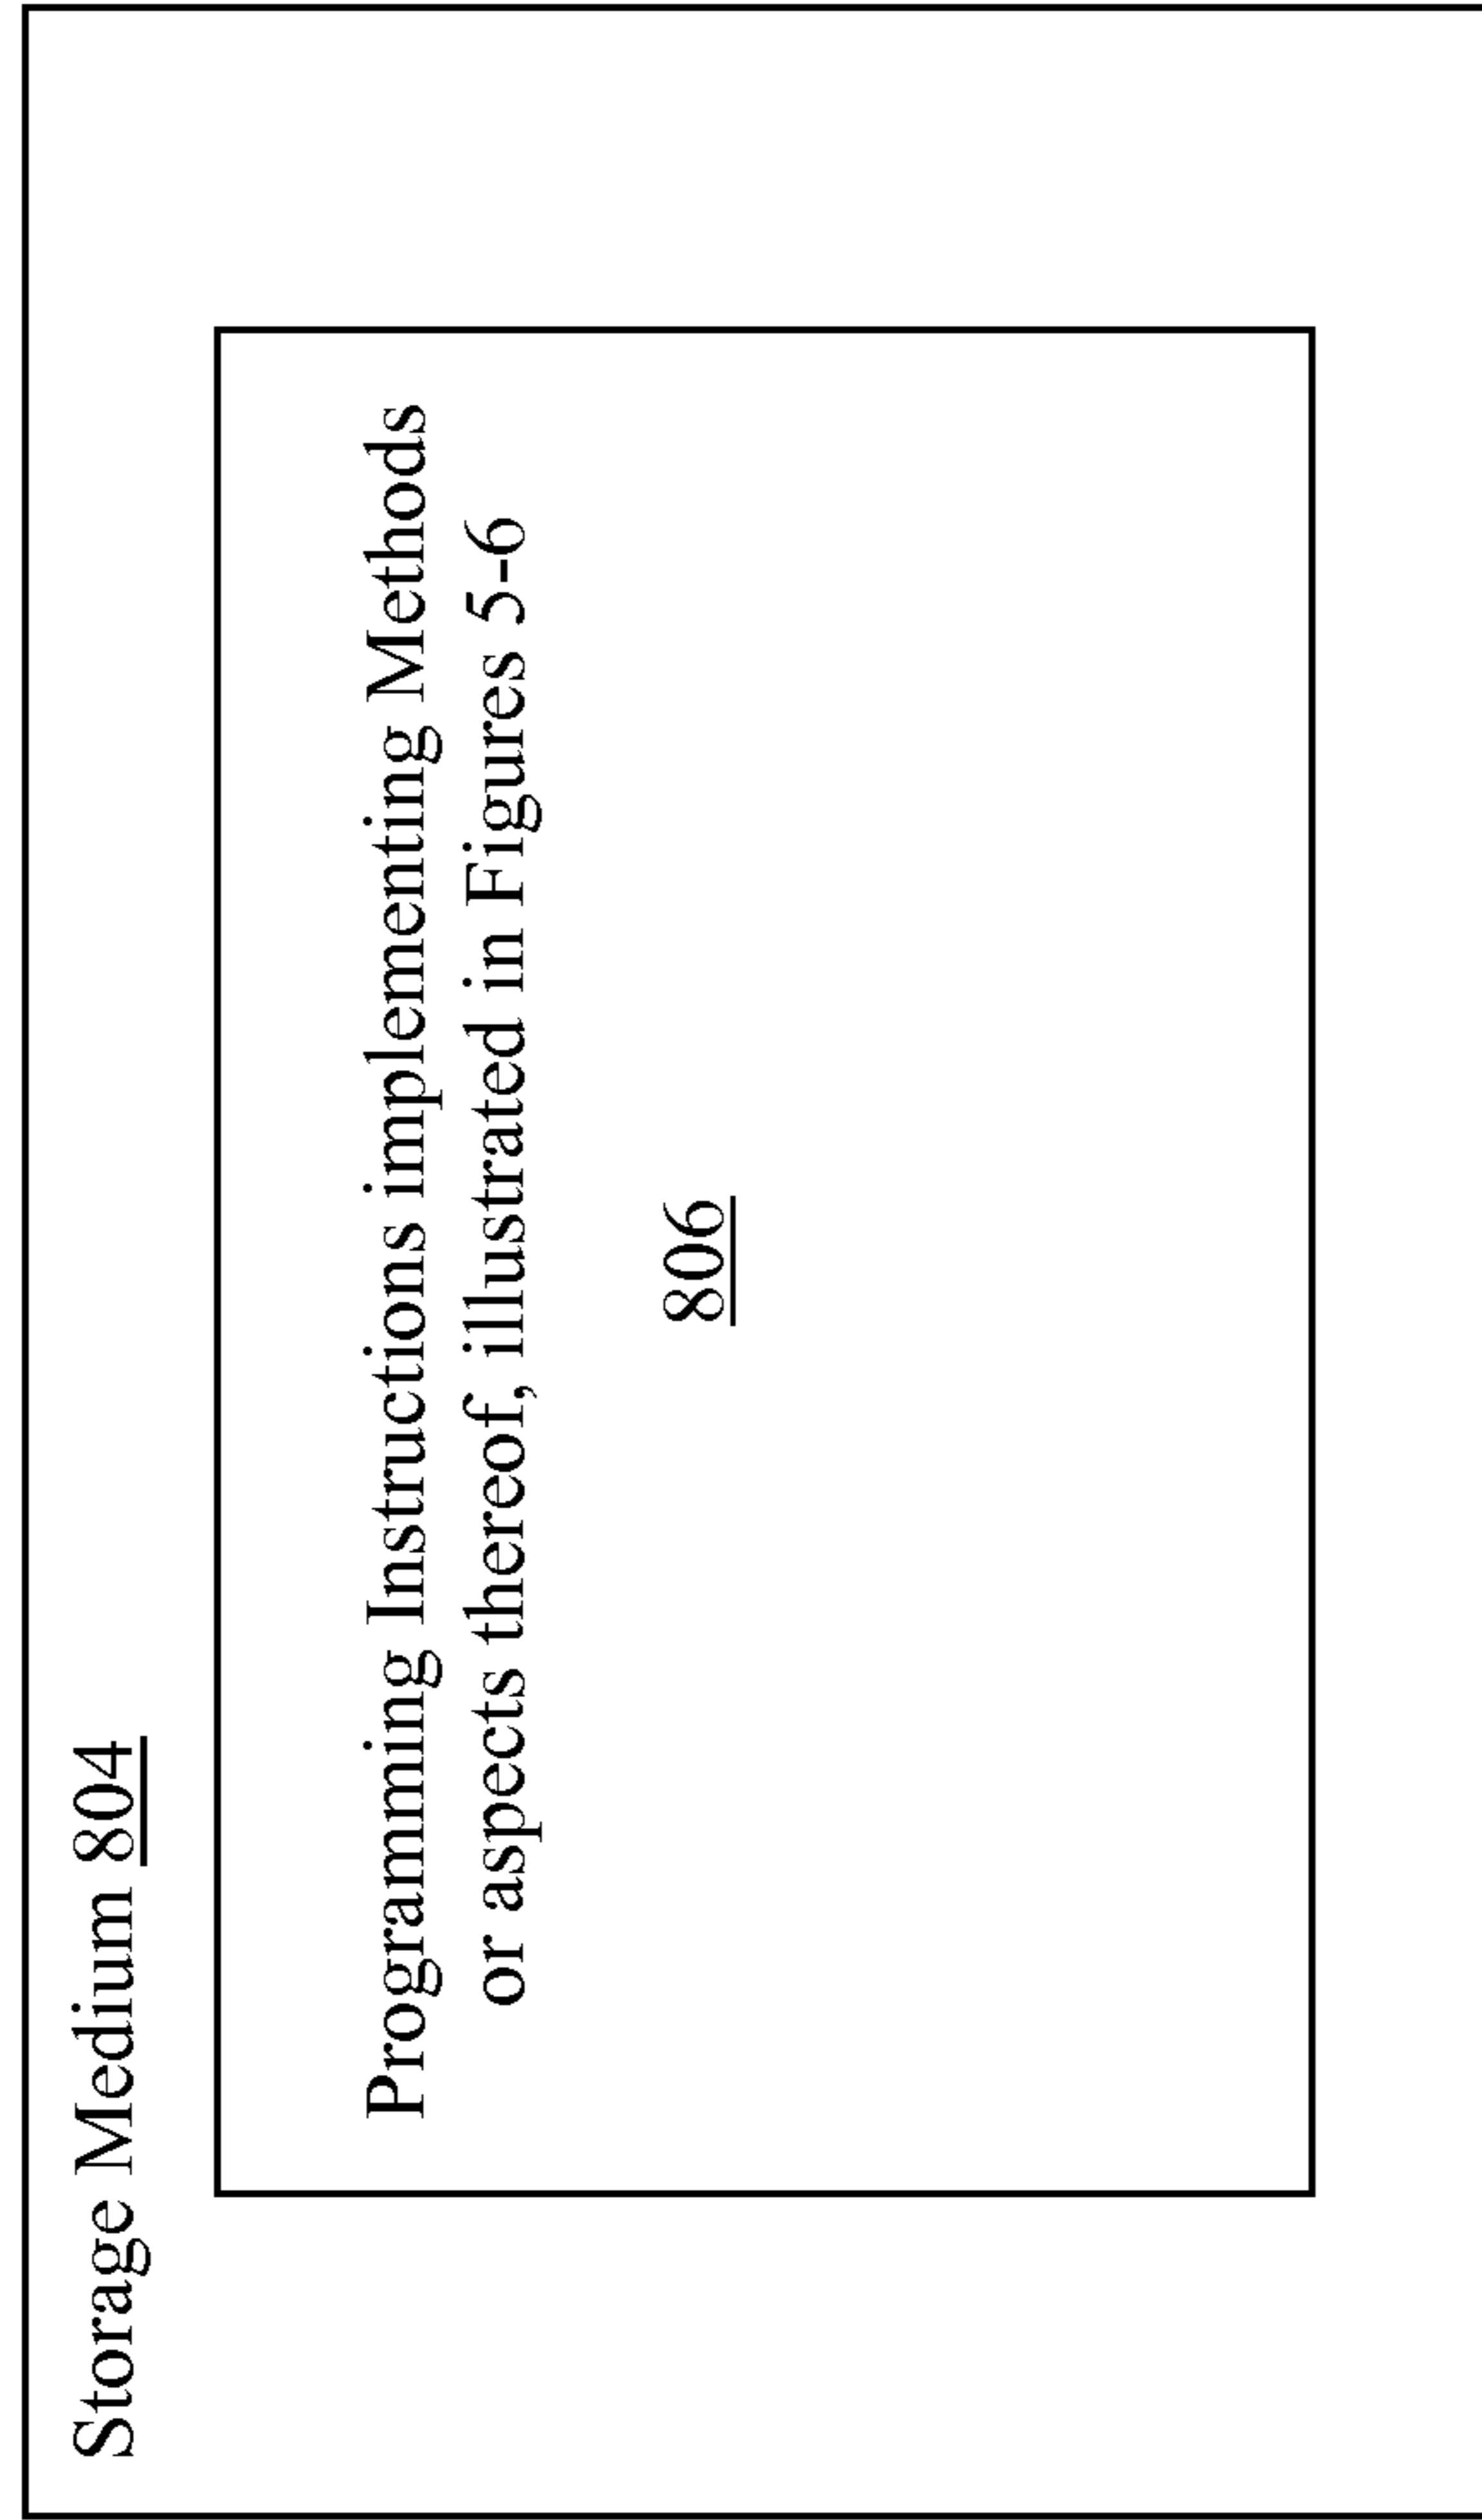 Storage Medium 804
Programming Instructions implementing Methods
or aspects thereof, illustrated in Figures 5-6
806